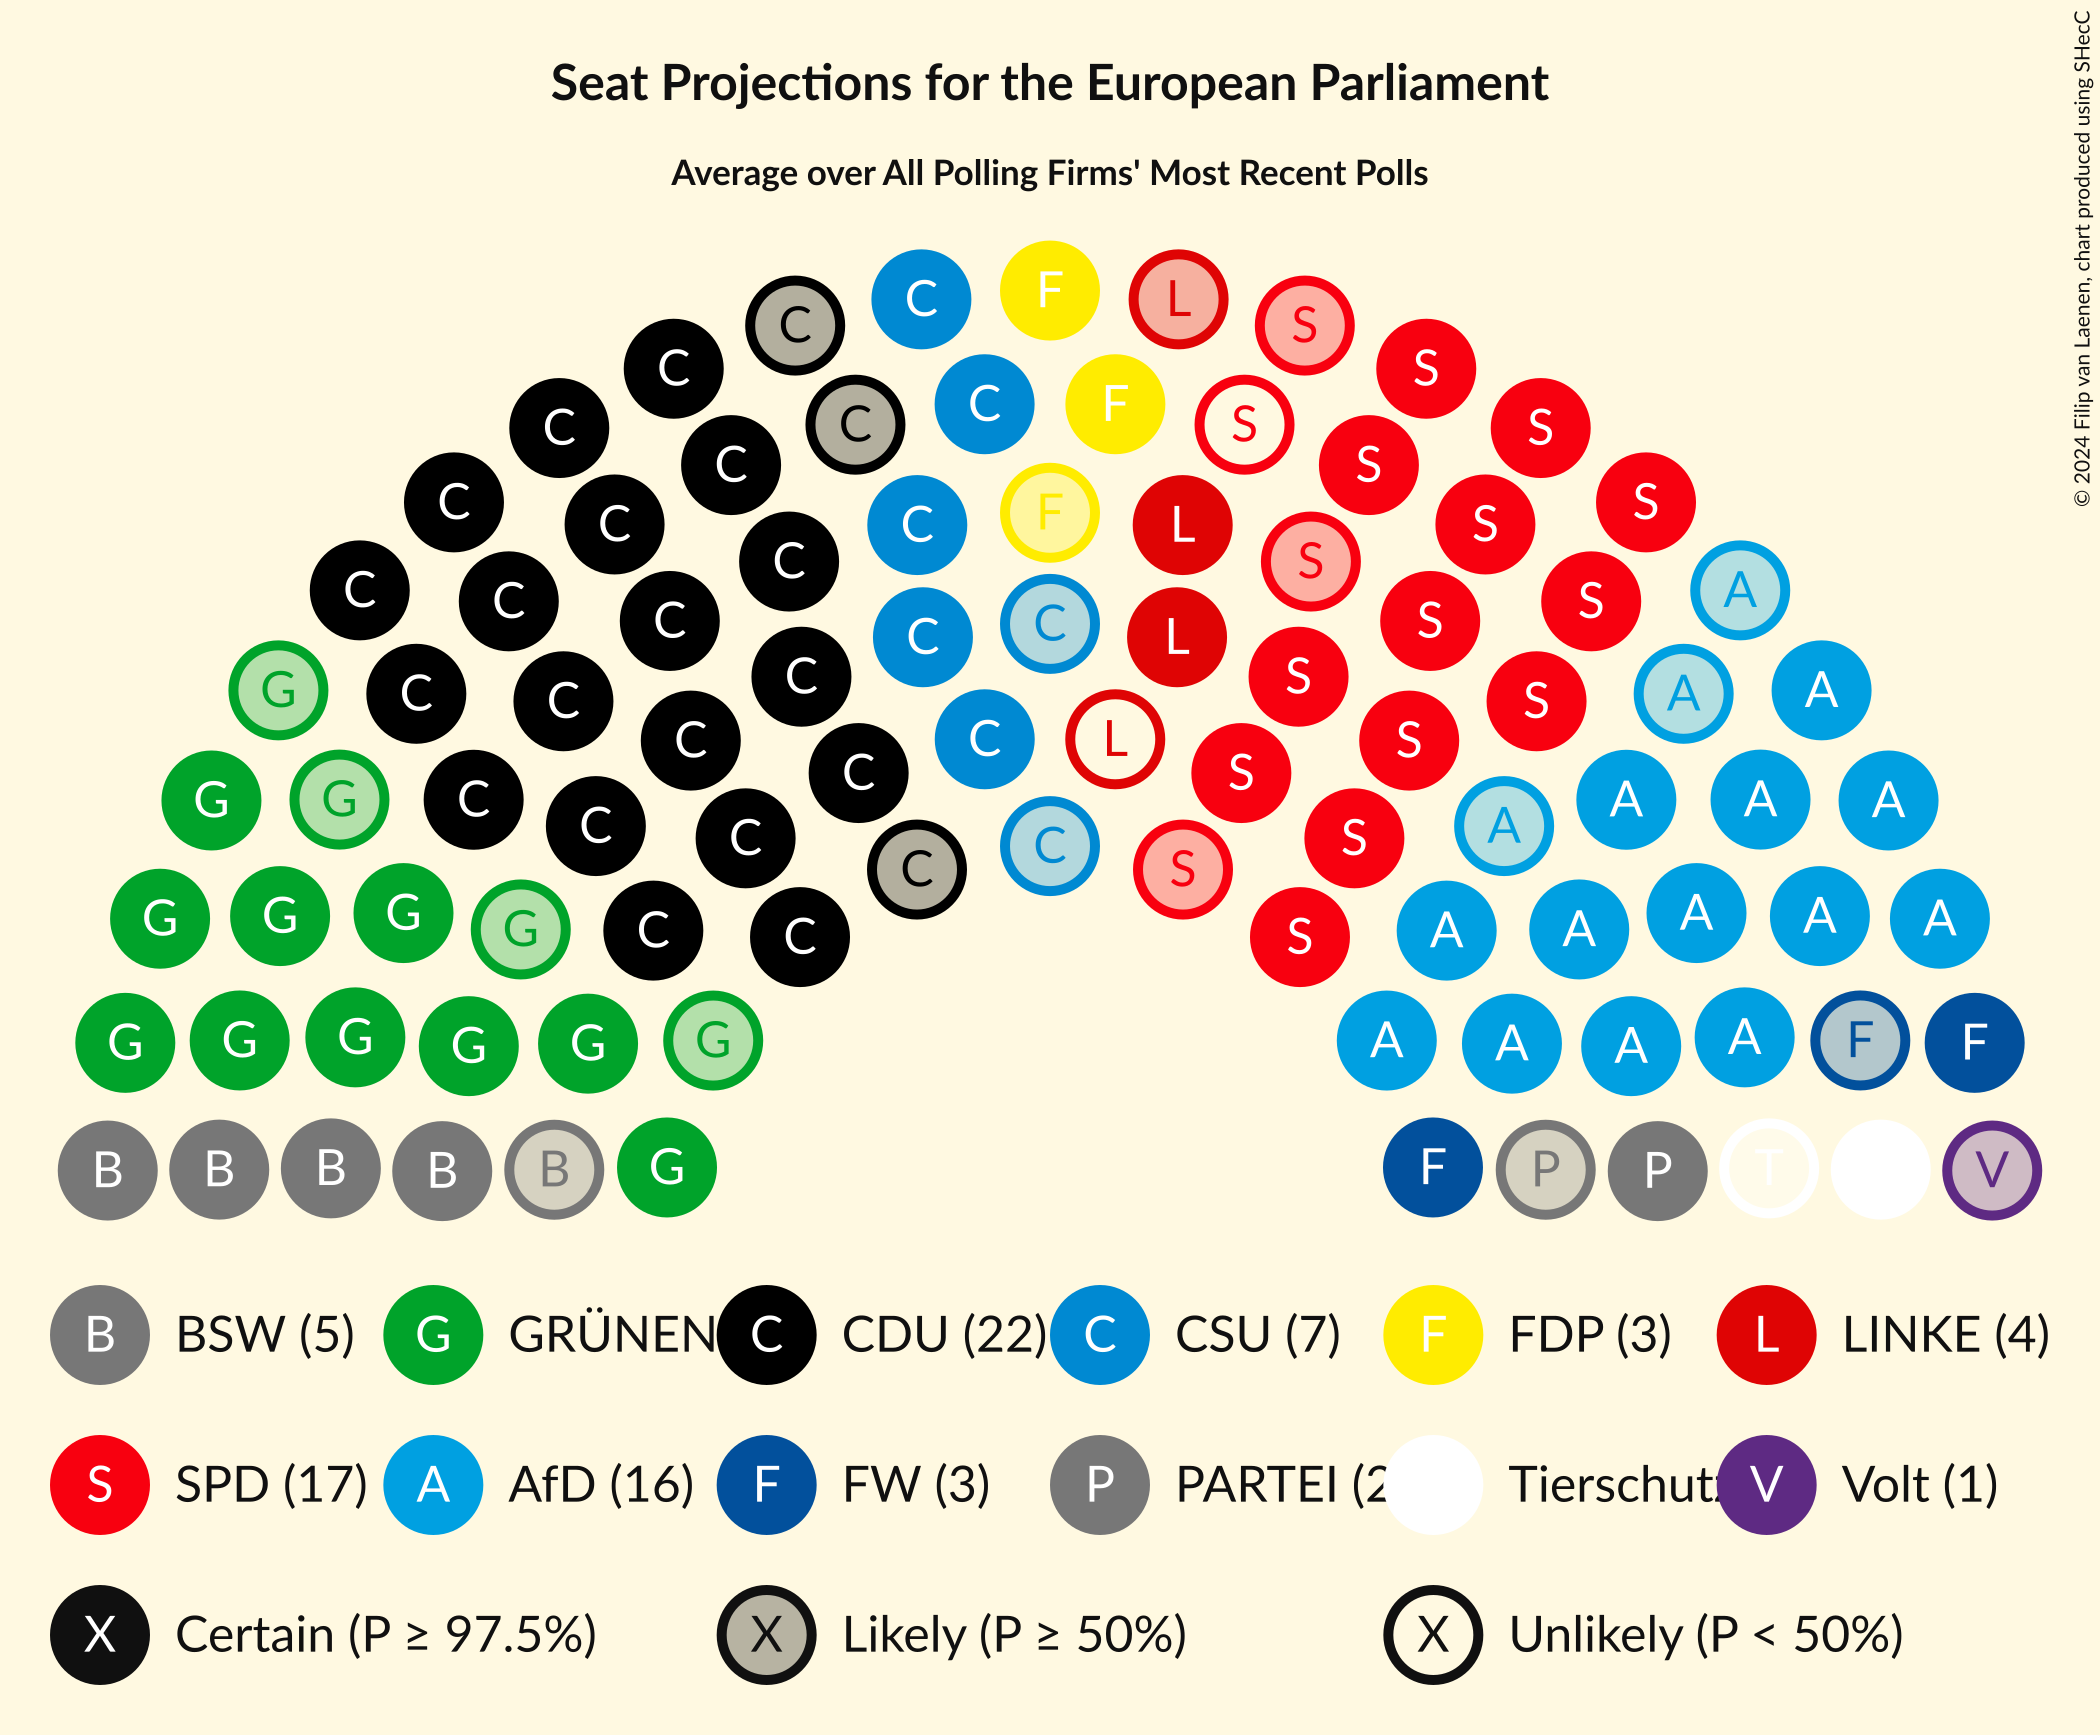 Seat Projections for the European Parliament
Average over All Polling Firms' Most Recent Polls
© 2024 Filip van Laenen, chart produced using SHecC
C F L S
C C S
C C F S S
C S
C C F L S S
C C C L S S S A
G C C C C S S S A A
G G C C C C L S S S A A A A
G G G G C C C C C S S S A A A A A
G G G G G G A A A A F F
B B B B B G F P P T V
B BSW (5) G GRÜNEN C CDU (22) C CSU (7) F FDP (3) L LINKE (4)
S SPD (17) A AfD (16) F FW (3) P PARTEI (2 Tierschutz V Volt (1)
X Certain (P ≥ 97.5%) X Likely (P ≥ 50%) X Unlikely (P < 50%)